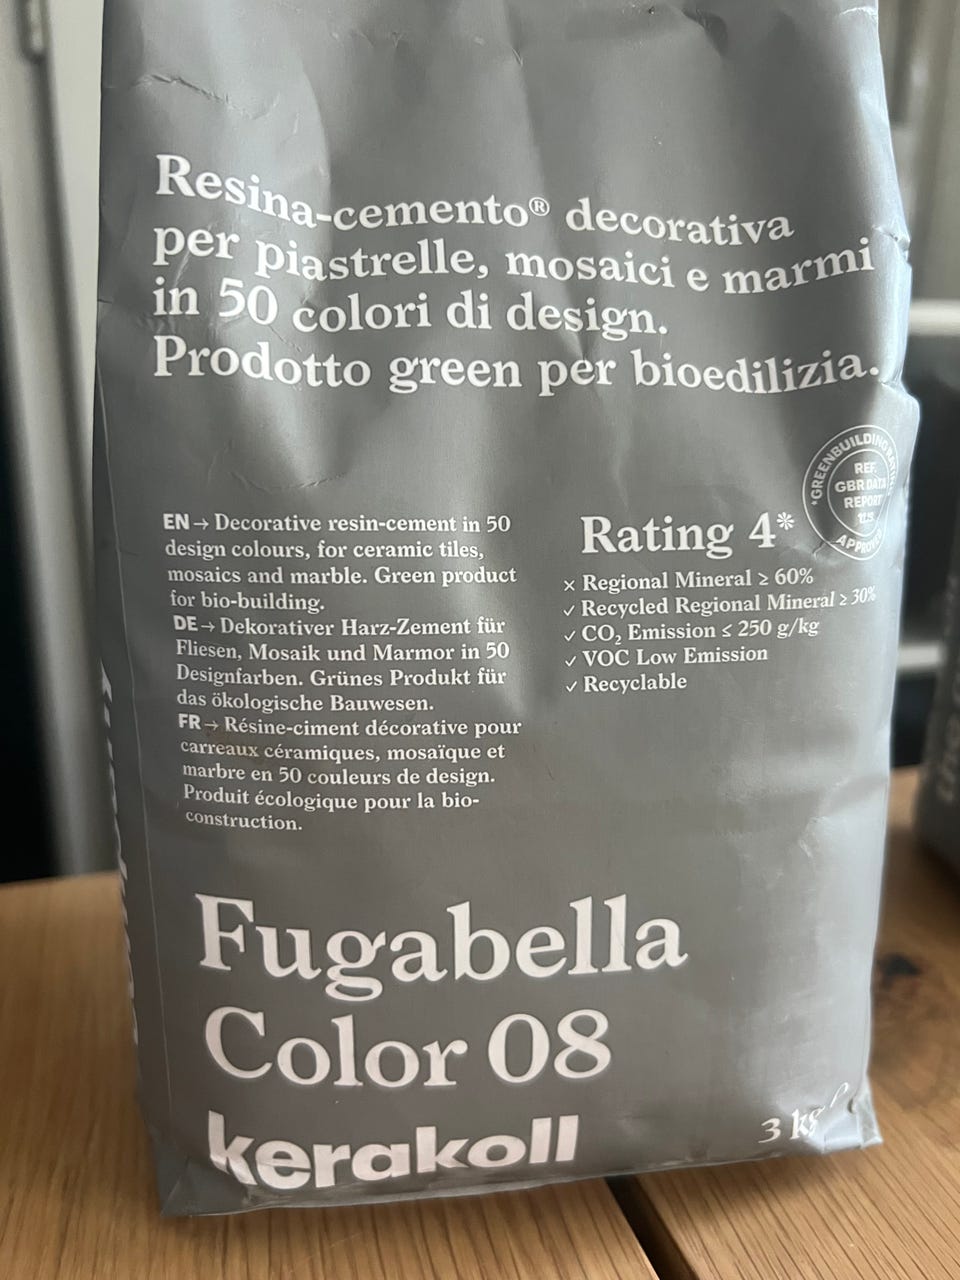 Resina-cemento® decorativa
per piastrelle, mosaici e marmi
in 50 colori di design.
Prodotto green per bioedilizia.
EN → Decorative resin-cement in 50
design colours, for ceramic tiles,
mosaics and marble. Green product
for bio-building.
DE → Dekorativer Harz-Zement für
Fliesen, Mosaik und Marmor in 50
Designfarben. Grünes Produkt für
das ökologische Bauwesen.
FR → Résine-ciment décorative pour
carreaux céramiques, mosaïque et
marbre en 50 couleurs de design.
Produit écologique pour la bio-
construction.
*GREENBUILDING RATING
REF.
GBR DATA
REPORT
APPROVED
Rating 4*
× Regional Mineral ≥ 60%
✓ Recycled Regional Mineral ≥ 30%
✓ CO₂ Emission ≤ 250 g/kg
✓ VOC Low Emission
✓ Recyclable
Fugabella
Color 08
kerakoll
3 kg